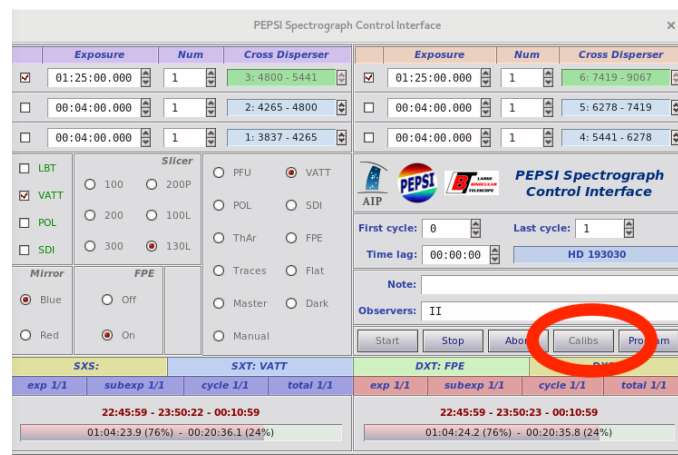 PEPSI Spectrograph Control Interface ×
Exposure Num Cross Disperser Exposure Num Cross Disperser
01:25:00.000 1 3: 4800 - 5441 01:25:00.000 1 6: 7419 - 9067
00:04:00.000 1 2: 4265 - 4800 00:04:00.000 1 5: 6278 - 7419
00:04:00.000 1 1: 3837 - 4265 00:04:00.000 1 4: 5441 - 6278
LBT
VATT
POL
SDI
Slicer
100 200P
200 100L
300 130L
Mirror
Blue
Red
FPE
Off
On
PFU VATT
POL SDI
ThAr FPE
Traces Flat
Master Dark
Manual
AIP
PEPSI
BT LARGE BINOCULAR TELESCOPE
PEPSI Spectrograph
Control Interface
First cycle: 0 Last cycle: 1
Time lag: 00:00:00 HD 193030
Note:
Observers: II
Start Stop Calibs
SXS: SXT: VATT DXT: FPE
exp 1/1 subexp 1/1 cycle 1/1 total 1/1 exp 1/1 subexp 1/1 cycle 1/1 total 1/1
22:45:59 - 23:50:22 - 00:10:59 22:45:59 - 23:50:23 - 00:10:59
01:04:23.9 (76%) - 00:20:36.1 (24%) 01:04:24.2 (76%) - 00:20:35.8 (24%)